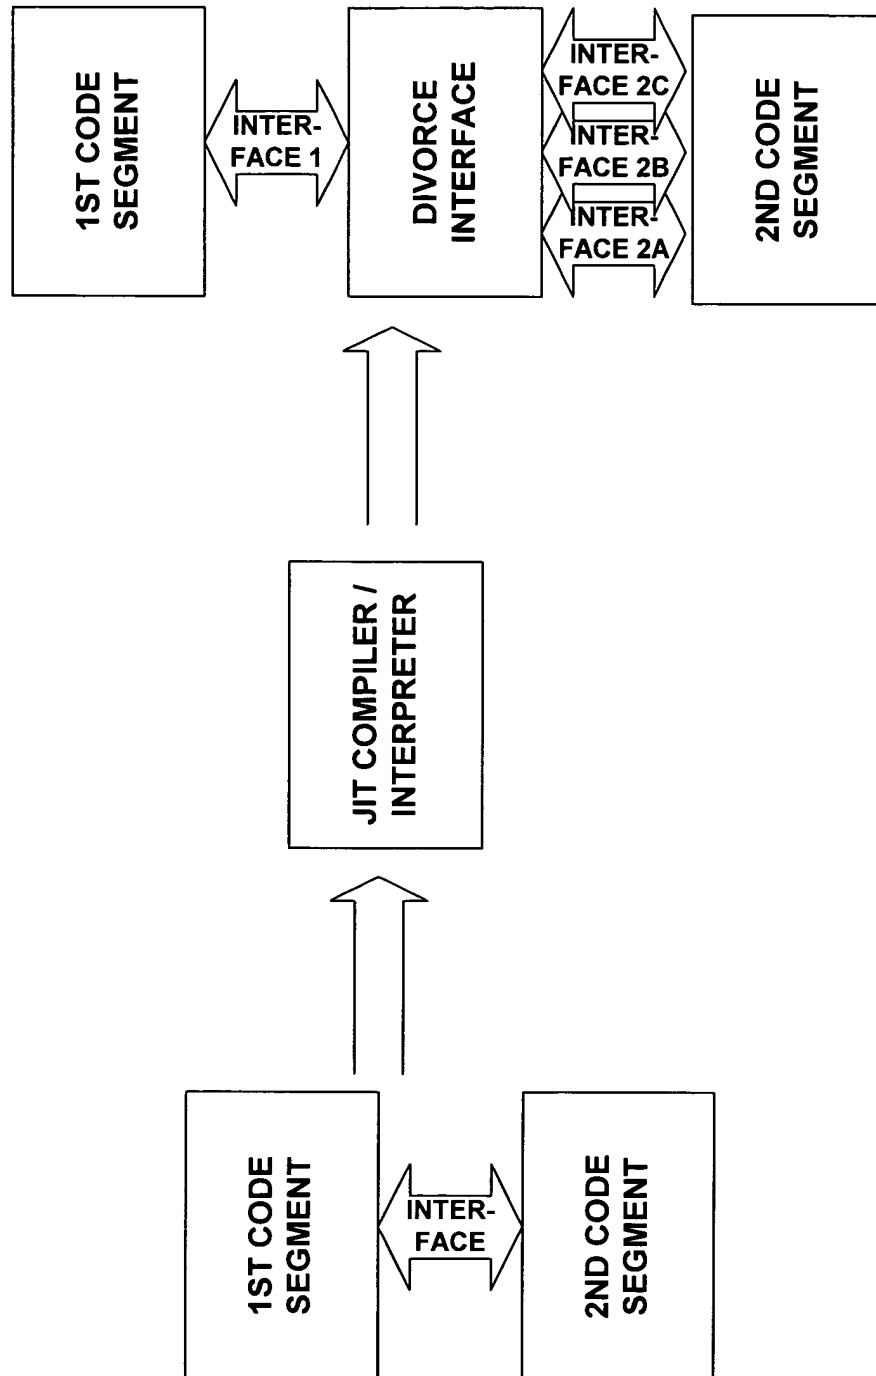 1ST CODE
SEGMENT
INTER-
FACE 1
DIVORCE
INTERFACE
INTER-
FACE 2C
INTER-
FACE 2B
INTER-
FACE 2A
2ND CODE
SEGMENT
JIT COMPILER /
INTERPRETER
1ST CODE
SEGMENT
INTER-
FACE
2ND CODE
SEGMENT